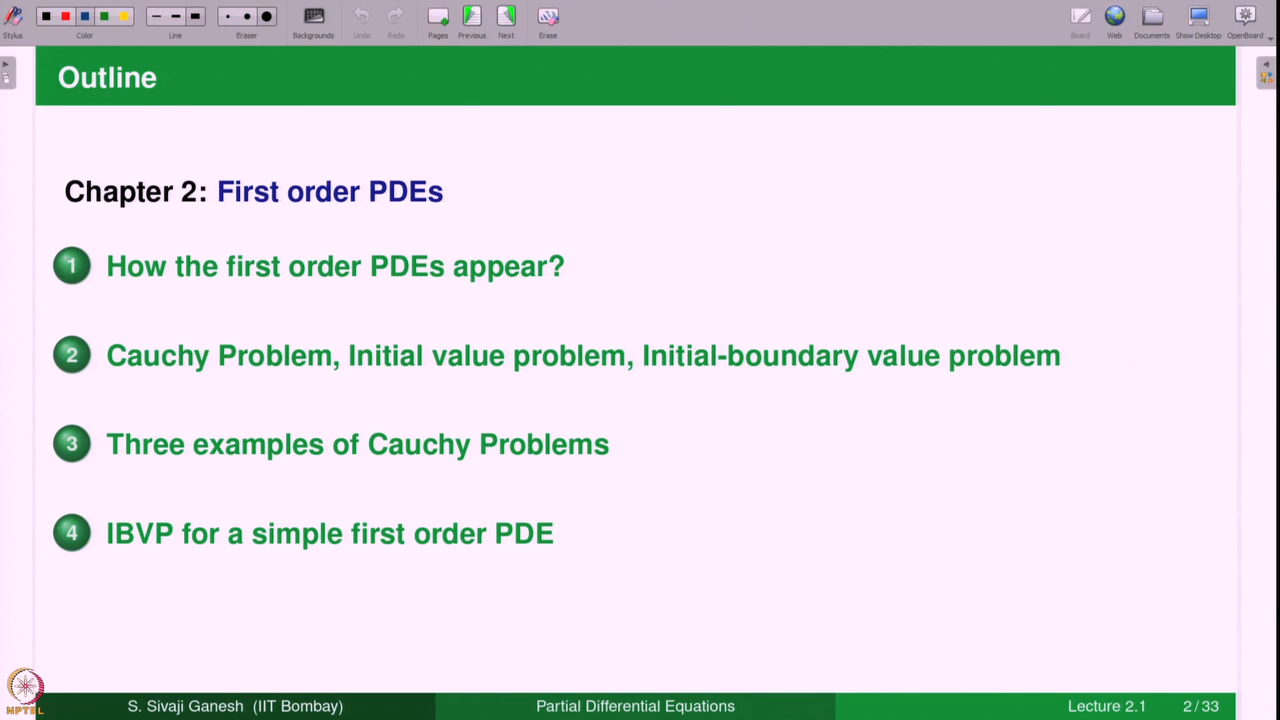 Stylus
Color
Line
Eraser
Backgrounds
Undo
Redo
Pages
Previous
Next
Erase
Board
Web
Documents
Show Desktop
OpenBoard
Outline
Chapter 2: First order PDEs
1 How the first order PDEs appear?
2 Cauchy Problem, Initial value problem, Initial-boundary value problem
3 Three examples of Cauchy Problems
4 IBVP for a simple first order PDE
NPTEL
S. Sivaji Ganesh (IIT Bombay)
Partial Differential Equations
Lecture 2.1
2/33